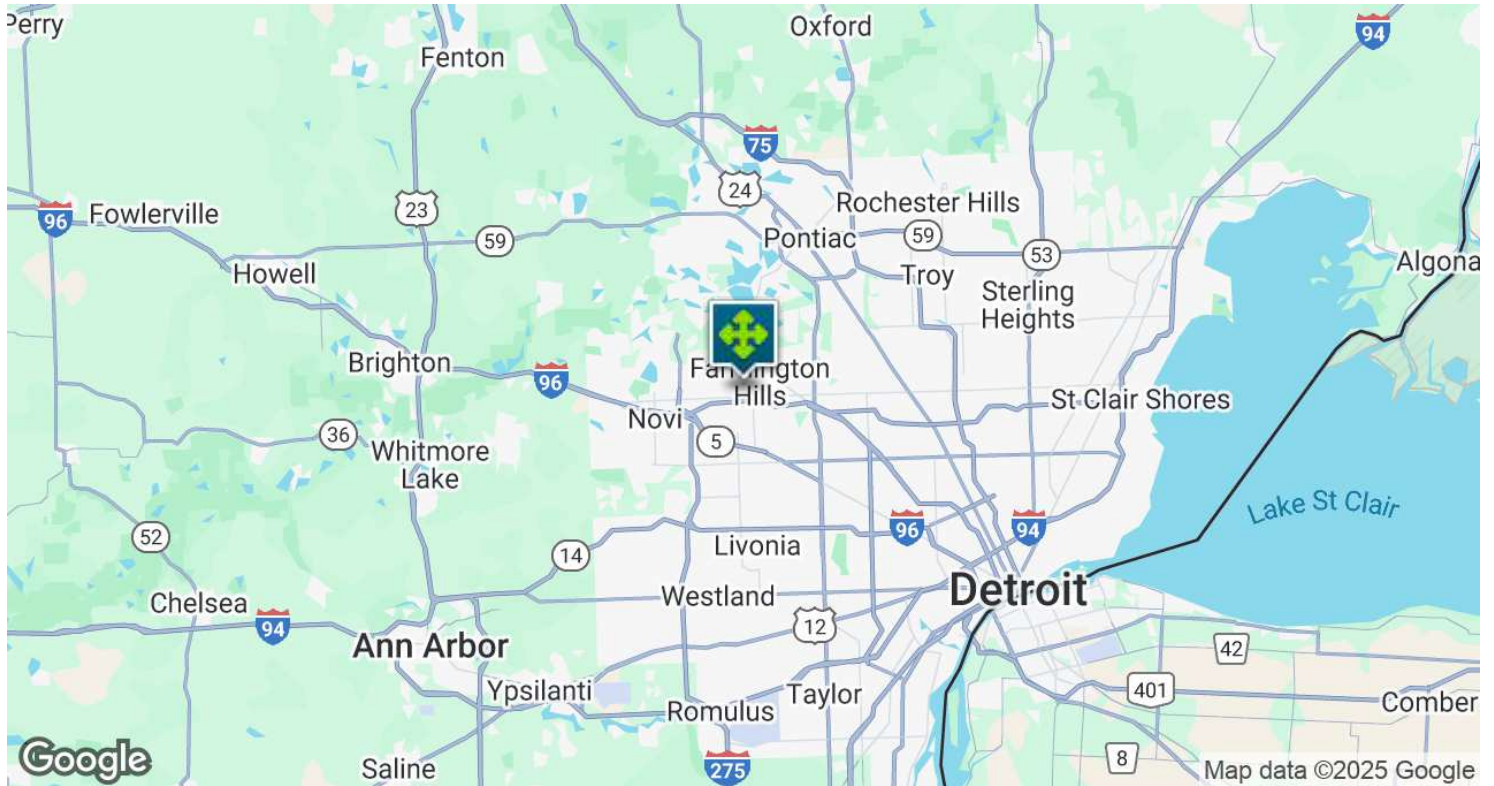 Perry
Oxford
94
Fenton
75
24
23
Rochester Hills
96
Fowlerville
59
Pontiac
59
53
Howell
Troy
Algona
Sterling
Heights
Brighton
96
Farmington
Hills
St Clair Shores
Novi
5
36
Whitmore
Lake
Lake St Clair
52
14
Livonia
96
94
Chelsea
Westland
Detroit
94
12
Ann Arbor
42
Ypsilanti
Taylor
401
Romulus
Comber
Saline
275
8
Google
Map data ©2025 Google